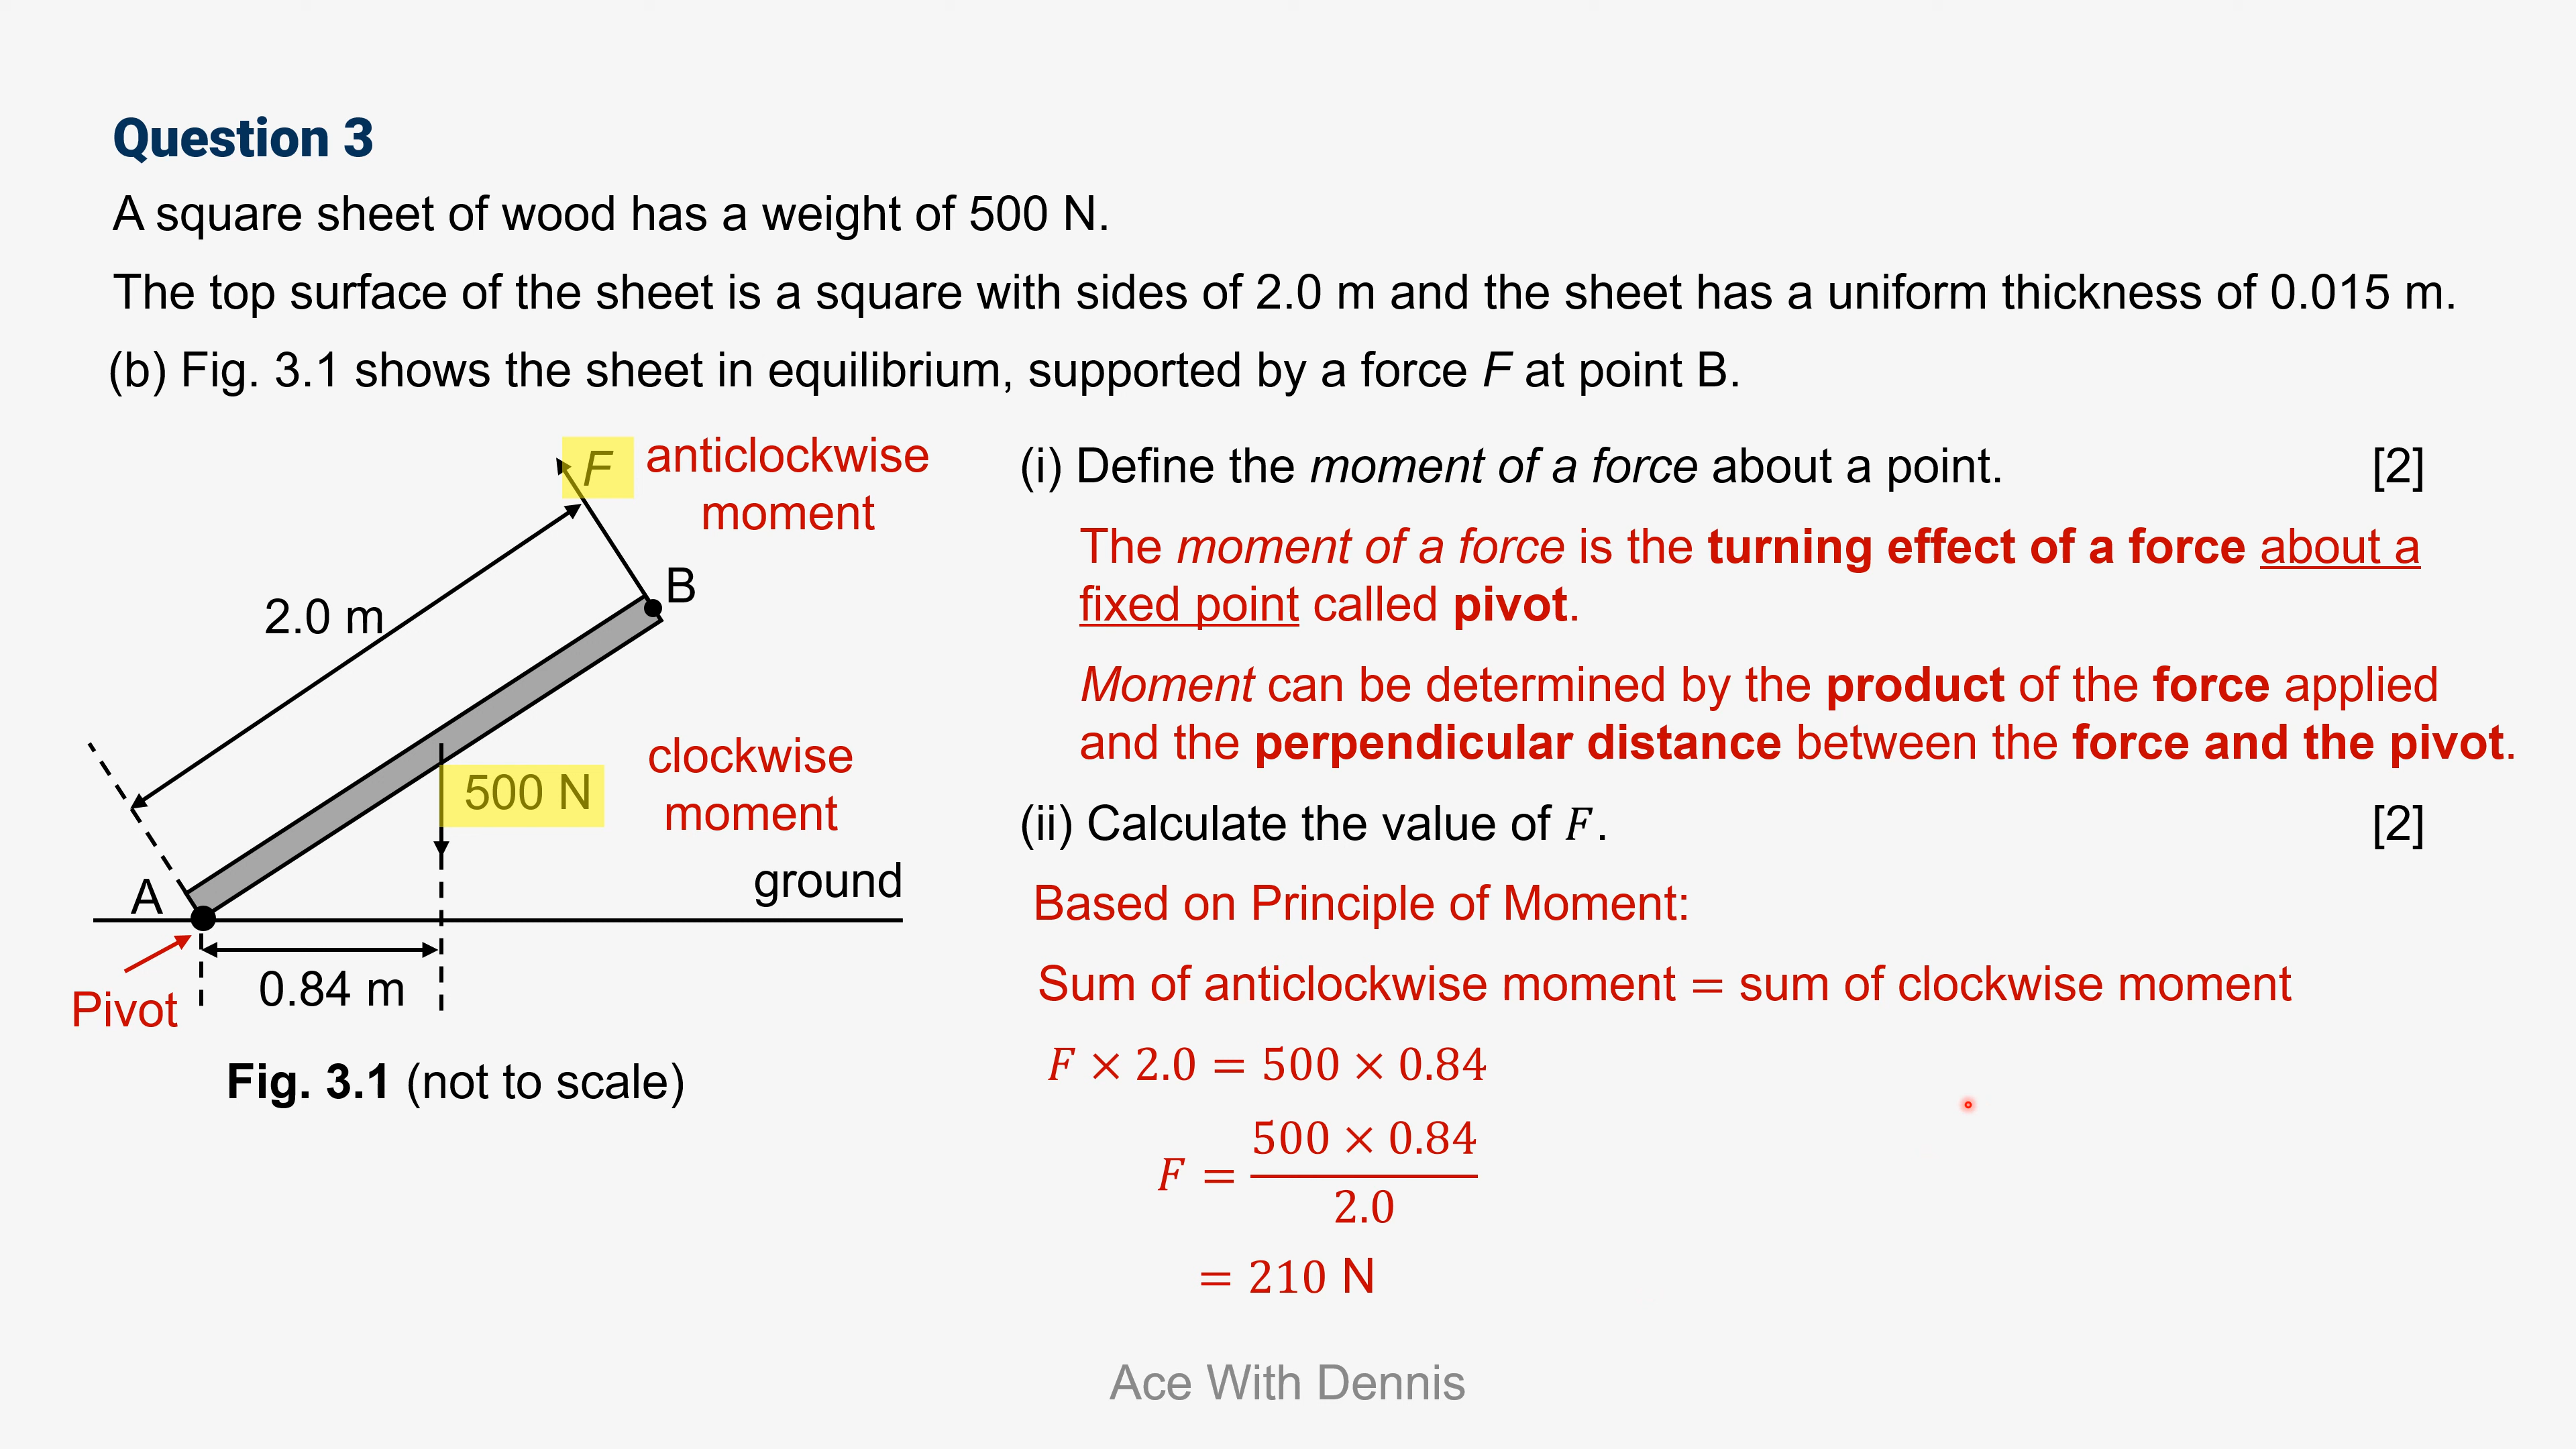 Question 3
A square sheet of wood has a weight of 500 N.
The top surface of the sheet is a square with sides of 2.0 m and the sheet has a uniform thickness of 0.015 m.
(b) Fig. 3.1 shows the sheet in equilibrium, supported by a force F at point B.
F
anticlockwise
moment
2.0 m
B
clockwise
moment
500 N
ground
A
Pivot
0.84 m
Fig. 3.1 (not to scale)
(i) Define the moment of a force about a point. [2]
The moment of a force is the turning effect of a force about a
fixed point called pivot.
Moment can be determined by the product of the force applied
and the perpendicular distance between the force and the pivot.
(ii) Calculate the value of F. [2]
Based on Principle of Moment:
Sum of anticlockwise moment = sum of clockwise moment
F × 2.0 = 500 × 0.84
F = 500 × 0.84
2.0
= 210 N
Ace With Dennis